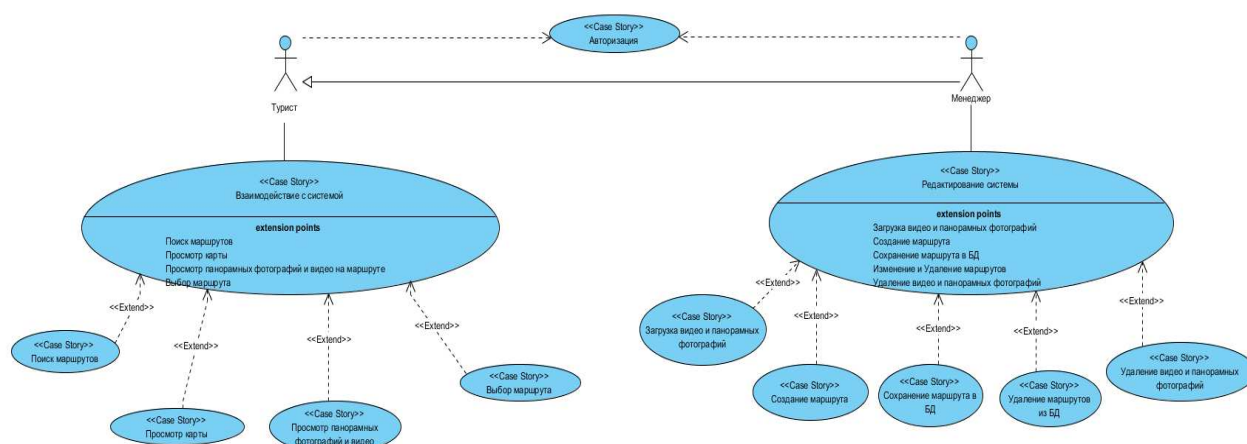 <<Case Story>>
Авторизация
Турист
Менеджер
<<Case Story>>
Взаимодействие с системой
extension points
Поиск маршрутов
Просмотр карты
Просмотр панорамных фотографий и видео на маршруте
Выбор маршрута
<<Case Story>>
Редактирование системы
extension points
Загрузка видео и панорамных фотографий
Создание маршрута
Сохранение маршрута в БД
Изменение и Удаление маршрутов
Удаление видео и панорамных фотографий
<<Extend>>
<<Extend>>
<<Extend>>
<<Extend>>
<<Case Story>>
Поиск маршрутов
<<Case Story>>
Просмотр карты
<<Case Story>>
Просмотр панорамных
фотографий и видео
<<Case Story>>
Выбор маршрута
<<Extend>>
<<Extend>>
<<Extend>>
<<Extend>>
<<Extend>>
<<Case Story>>
Загрузка видео и панорамных
фотографий
<<Case Story>>
Создание маршрута
<<Case Story>>
Сохранение маршрута в
БД
<<Case Story>>
Удаление маршрутов
из БД
<<Case Story>>
Удаление видео и панорамных
фотографий